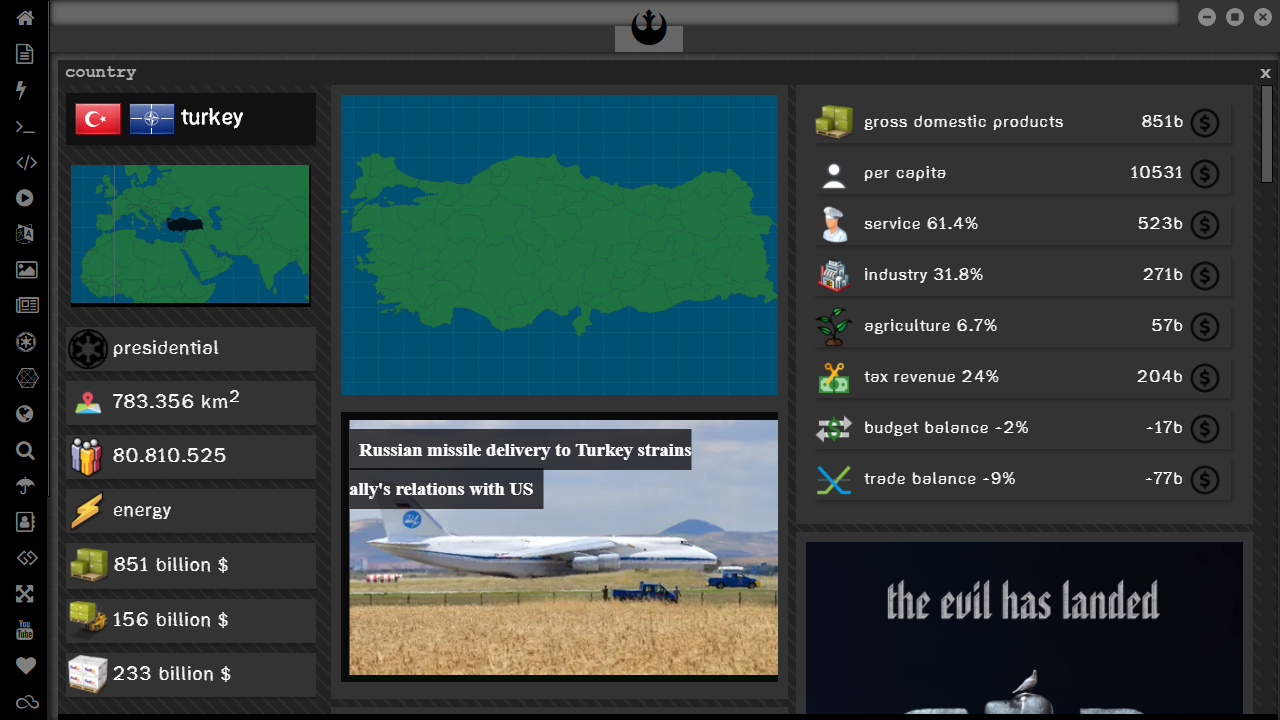 country
x
turkey
presidential
783.356 km²
80.810.525
energy
851 billion $
156 billion $
233 billion $
Russian missile delivery to Turkey strains
ally's relations with US
gross domestic products 851b $
per capita 10531 $
service 61.4% 523b $
industry 31.8% 271b $
agriculture 6.7% 57b $
tax revenue 24% 204b $
budget balance -2% -17b $
trade balance -9% -77b $
the evil has landed
You
Tube